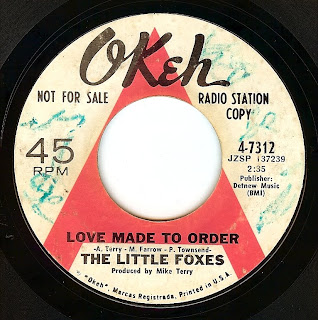 OKeh
NOT FOR SALE
RADIO STATION
COPY
45
RPM
4-7312
JZSP 137239
2:35
Publisher:
Detnew Music
(BMI)
LOVE MADE TO ORDER
-A. Terry - M. Farrow - P. Townsend-
THE LITTLE FOXES
Produced by Mike Terry
"Okeh", Marcas Registrada. Printed in U.S.A.